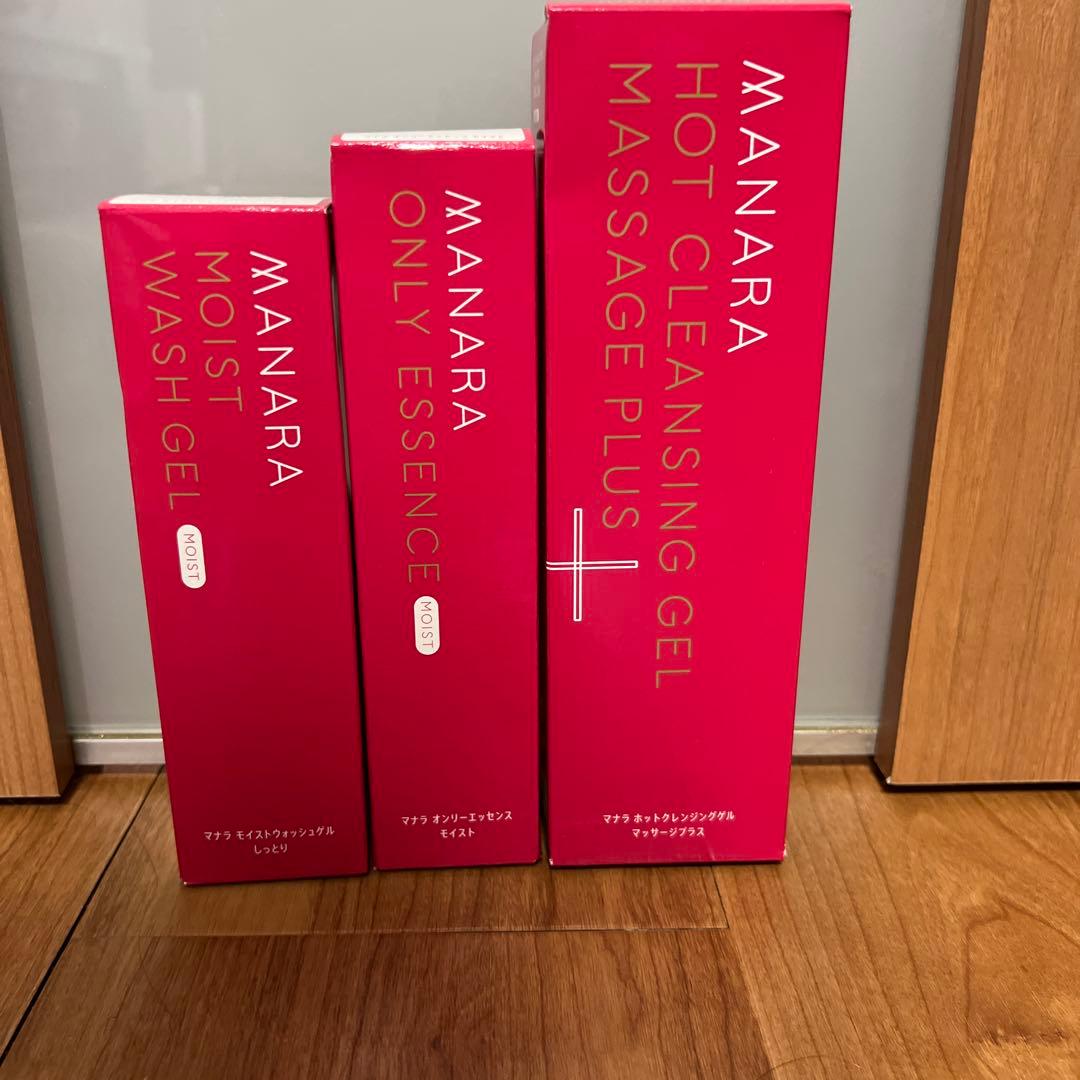 MANARA
MOIST
WASH GEL
MOIST
マナラ モイストウォッシュゲル
しっとり
MANARA
ONLY ESSENCE
MOIST
マナラ オンリーエッセンス
モイスト
MANARA
HOT CLEANSING GEL
MASSAGE PLUS
マナラ ホットクレンジングゲル
マッサージプラス